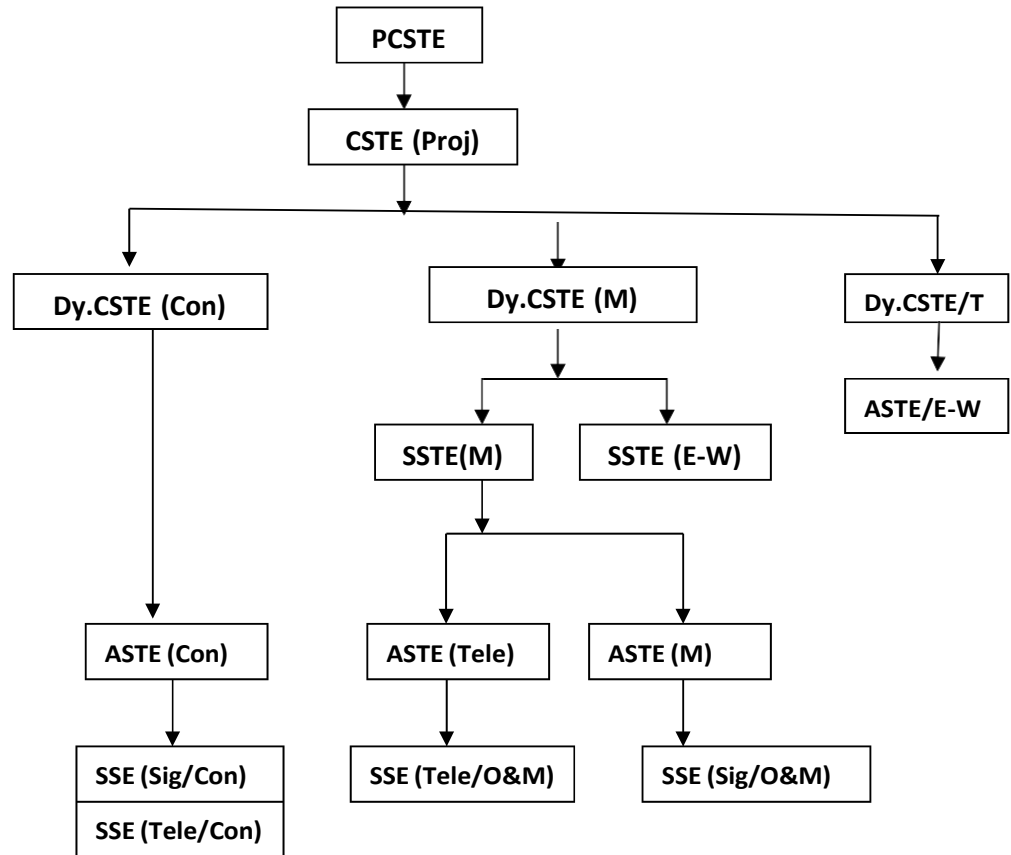 PCSTE
CSTE (Proj)
Dy.CSTE (Con)
Dy.CSTE (M)
Dy.CSTE/T
ASTE/E-W
SSTE(M)
SSTE (E-W)
ASTE (Con)
ASTE (Tele)
ASTE (M)
SSE (Sig/Con)
SSE (Tele/O&M)
SSE (Sig/O&M)
SSE (Tele/Con)